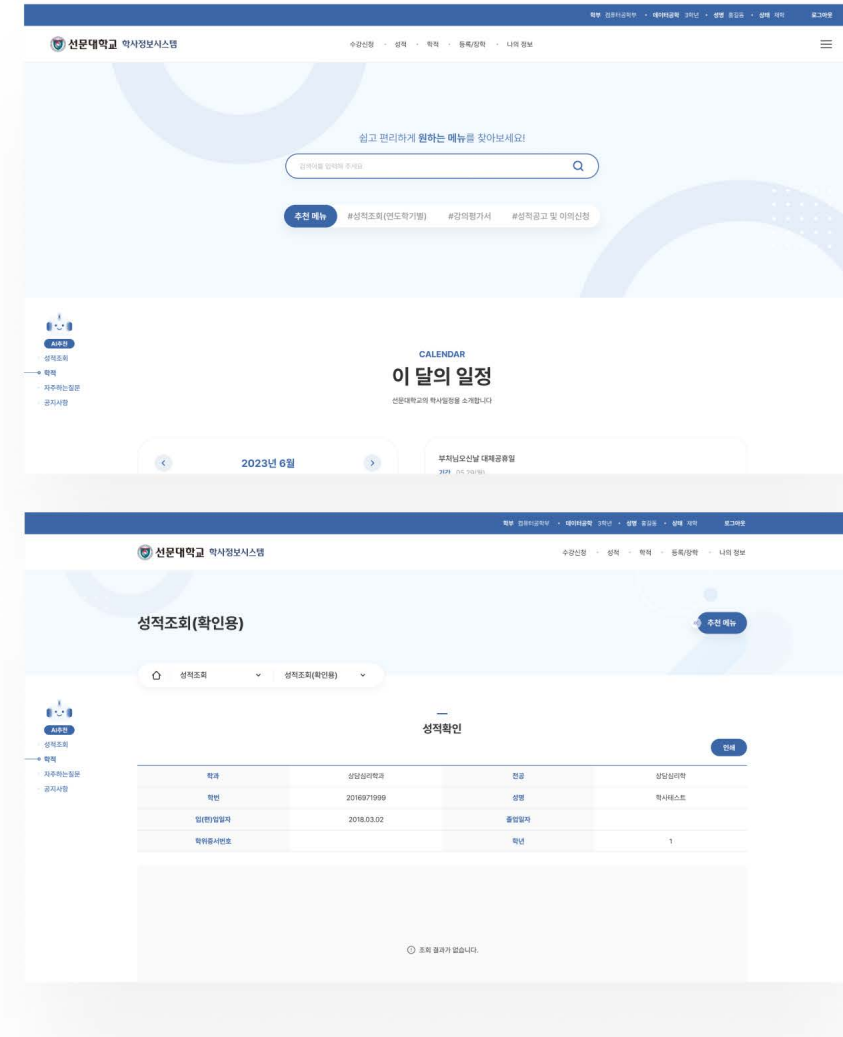 학부 컴퓨터공학부 • 데이터공학 3학년 • 성명 홍길동 • 상태 재학 로그아웃
선문대학교 학사정보시스템
수강신청 · 성적 · 학적 · 등록/장학 · 나의 정보
쉽고 편리하게 원하는 메뉴를 찾아보세요!
검색어를 입력해 주세요
추천 메뉴 #성적조회(연도학기별) #강의평가서 #성적공고 및 이의신청
AI추천
성적조회
학적
자주하는질문
공지사항
CALENDAR
이 달의 일정
선문대학교의 학사일정을 소개합니다
2023년 6월
부처님오신날 대체공휴일
기간 05.29(월)
학부 컴퓨터공학부 • 데이터공학 3학년 • 성명 홍길동 • 상태 재학 로그아웃
선문대학교 학사정보시스템
수강신청 · 성적 · 학적 · 등록/장학 · 나의 정보
성적조회(확인용)
추천 메뉴
성적조회 성적조회(확인용)
AI추천
성적조회
학적
자주하는질문
공지사항
성적확인
인쇄
학과 상담심리학과 전공 상담심리학
학번 2016971999 성명 학사테스트
입(편)입일자 2018.03.02 졸업일자
학위증서번호 학년 1
조회 결과가 없습니다.